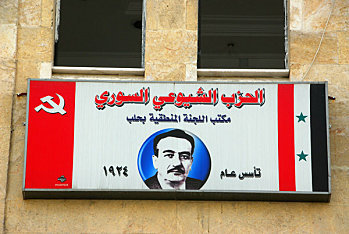 الحزب الشيوعي السوري
مكتب اللجنة المنطقية بحلب
تأسس عام ١٩٢٤